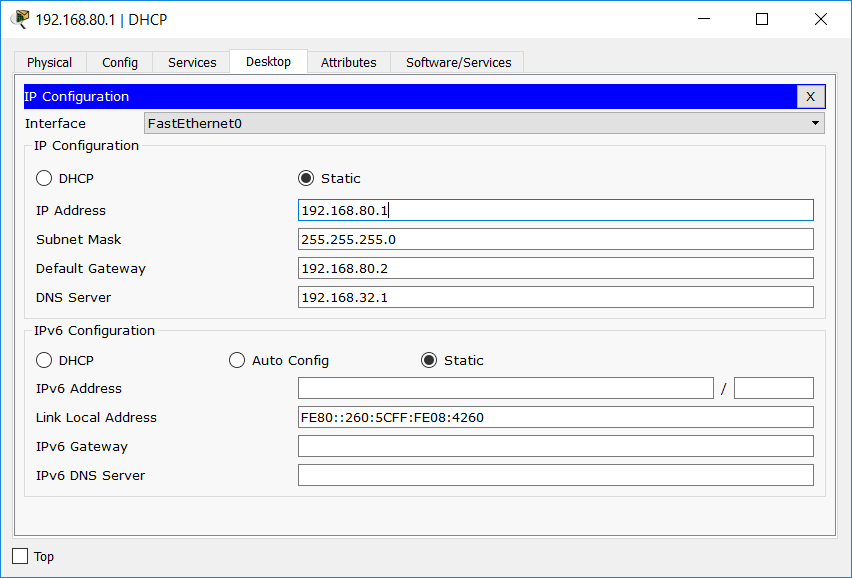 192.168.80.1 | DHCP
Physical Config Services Desktop Attributes Software/Services
IP Configuration X
Interface FastEthernet0
IP Configuration
DHCP Static
IP Address 192.168.80.1
Subnet Mask 255.255.255.0
Default Gateway 192.168.80.2
DNS Server 192.168.32.1
IPv6 Configuration
DHCP Auto Config Static
IPv6 Address /
Link Local Address FE80::260:5CFF:FE08:4260
IPv6 Gateway
IPv6 DNS Server
Top